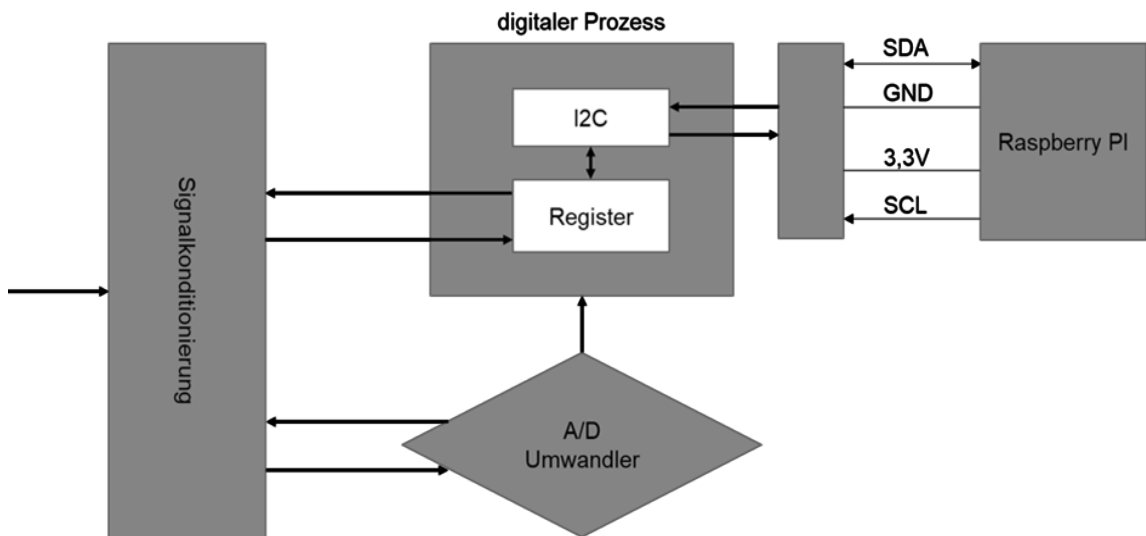 digitaler Prozess
Signalkonditionierung
I2C
Register
A/D
Umwandler
SDA
GND
3,3V
SCL
Raspberry PI